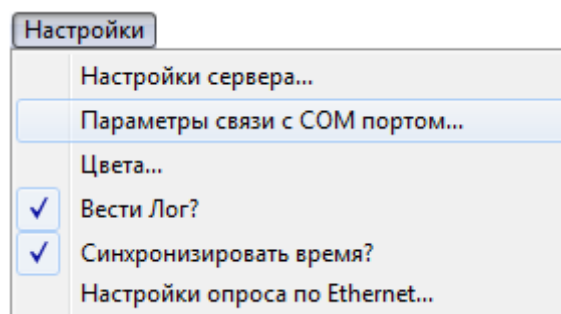 Настройки
Настройки сервера...
Параметры связи с COM портом...
Цвета...
Вести Лог?
Синхронизировать время?
Настройки опроса по Ethernet...